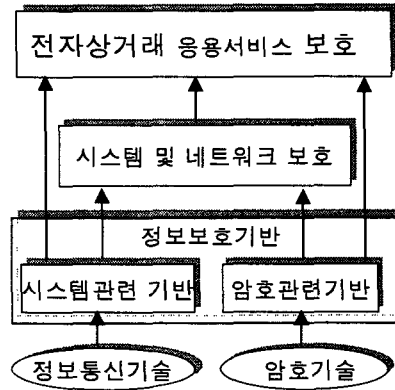 전자상거래 응용서비스 보호
시스템 및 네트워크 보호
정보보호기반
시스템관련 기반
암호관련기반
정보통신기술
암호기술